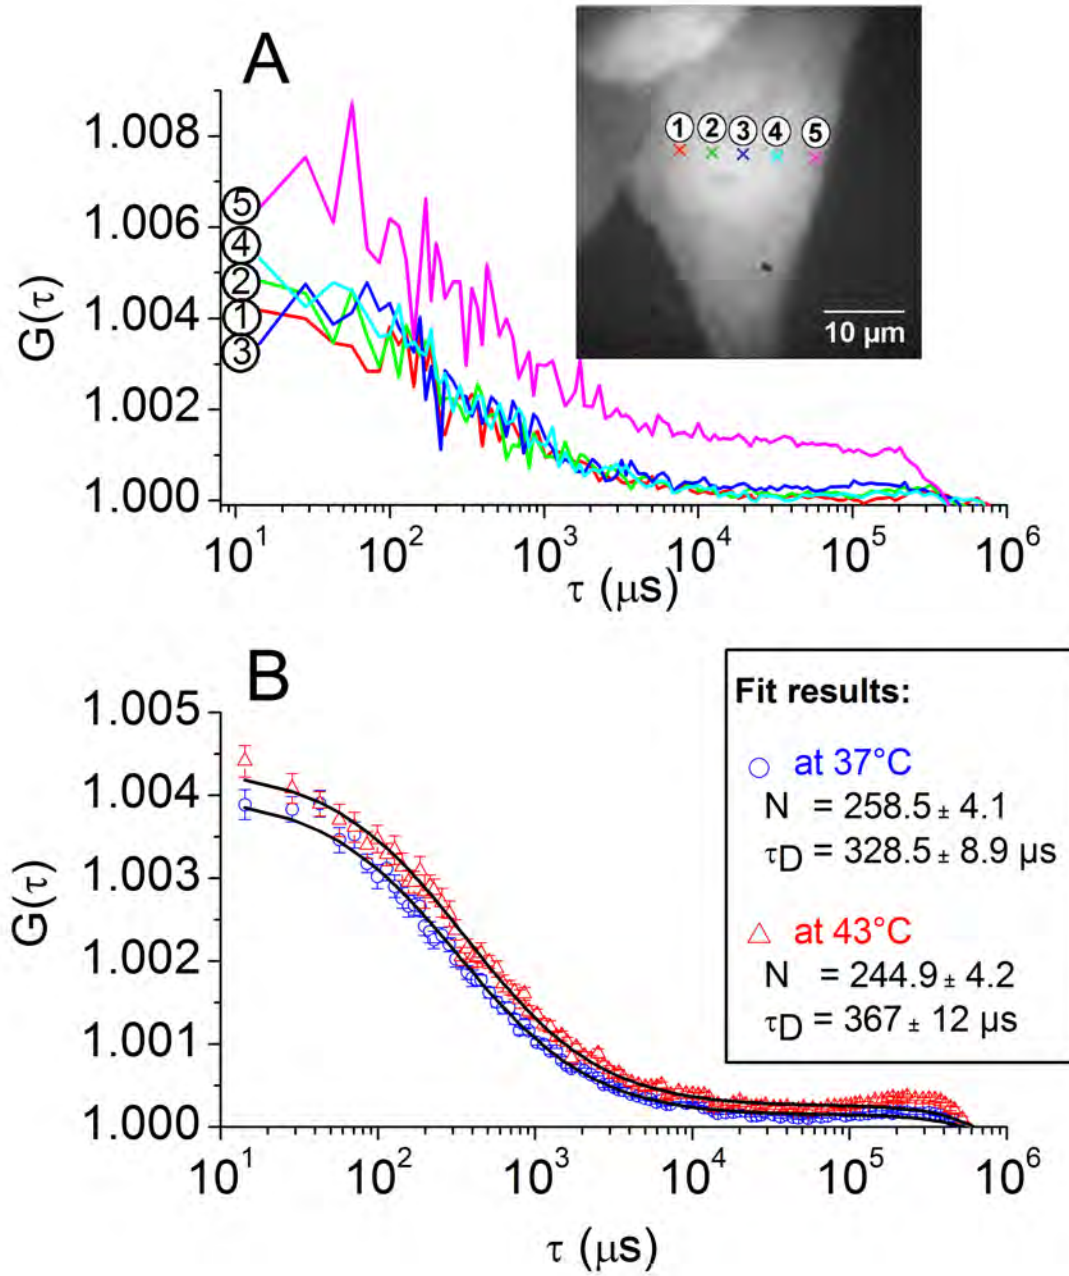 A
1.008
1.006
1.004
1.002
1.000
G(τ)
5
4
2
1
3
1 2 3 4 5
10 μm
10¹ 10² 10³ 10⁴ 10⁵ 10⁶
τ (μs)
B
1.005
1.004
1.003
1.002
1.001
1.000
G(τ)
Fit results:
at 37°C
N = 258.5 ± 4.1
τD = 328.5 ± 8.9 μs
at 43°C
N = 244.9 ± 4.2
τD = 367 ± 12 μs
10¹ 10² 10³ 10⁴ 10⁵ 10⁶
τ (μs)